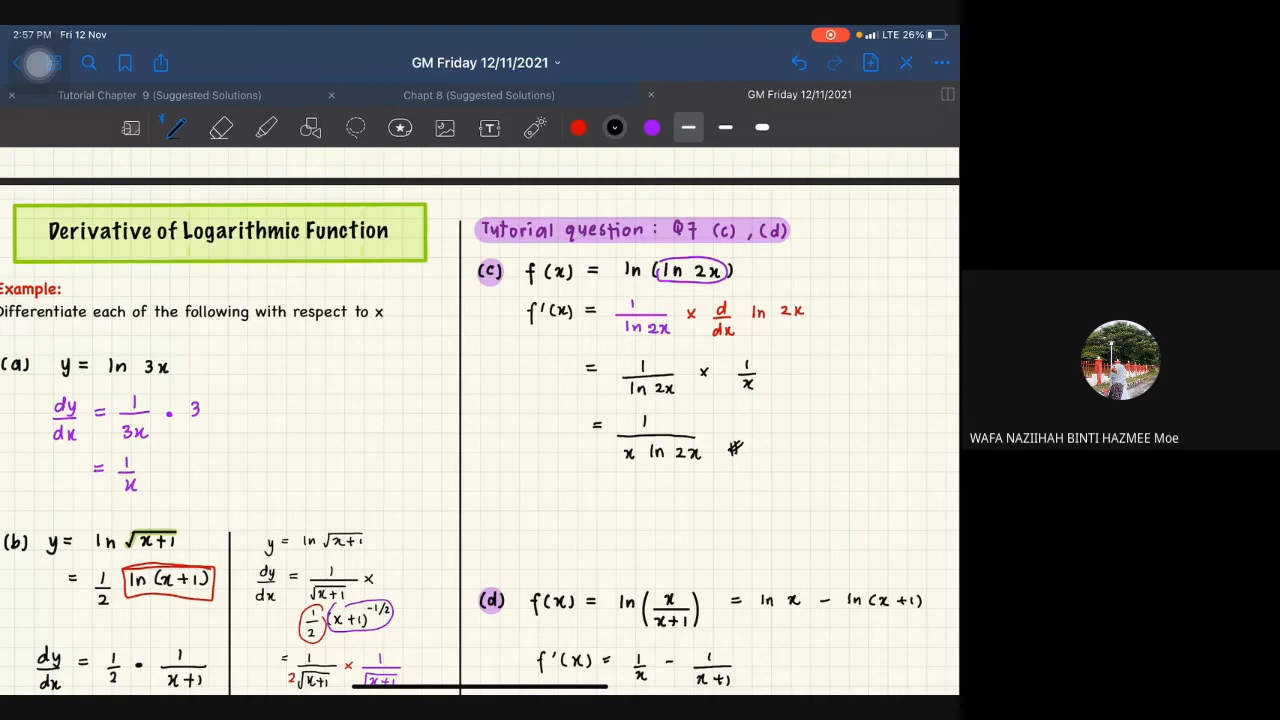 2:57 PM Fri 12 Nov
LTE 26%
GM Friday 12/11/2021
Tutorial Chapter 9 (Suggested Solutions)
Chapt 8 (Suggested Solutions)
GM Friday 12/11/2021
Derivative of Logarithmic Function
Example:
Differentiate each of the following with respect to x
(a) y = ln 3x
dy/dx = 1/3x · 3
= 1/x
(b) y = ln √(x+1)
= 1/2 ln (x+1)
dy/dx = 1/2 · 1/(x+1)
y = ln √(x+1)
dy/dx = 1/√(x+1) ×
1/2 (x+1)^(-1/2)
= 1/(2√(x+1)) × 1/√(x+1)
Tutorial question : Q7 (c) , (d)
(c) f(x) = ln (ln 2x)
f'(x) = 1/(ln 2x) × d/dx ln 2x
= 1/(ln 2x) × 1/x
= 1/(x ln 2x) #
(d) f(x) = ln (x/(x+1)) = ln x - ln (x+1)
f'(x) = 1/x - 1/(x+1)
WAFA NAZIIHAH BINTI HAZMEE Moe